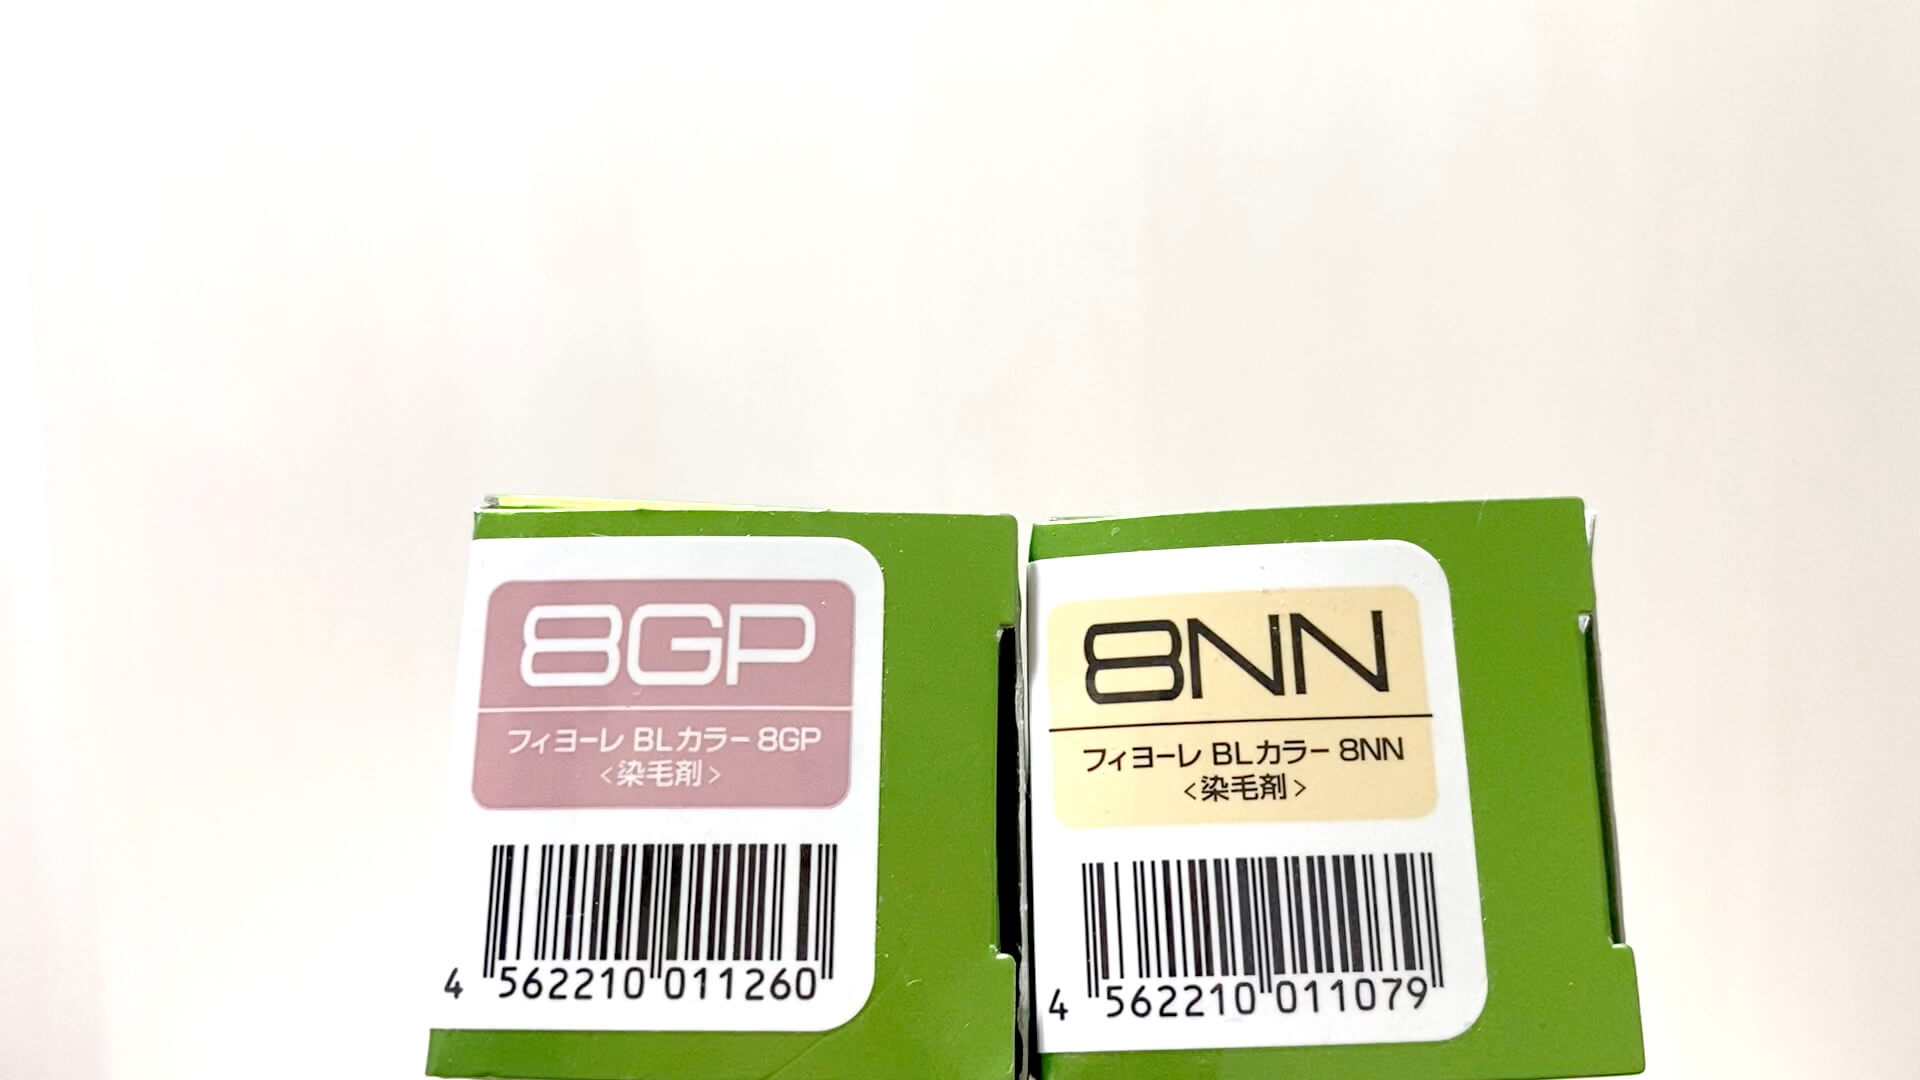 8GP
フィヨーレ BLカラー 8GP
<染毛剤>
4 562210 011260
8NN
フィヨーレ BLカラー 8NN
<染毛剤>
4 562210 011079